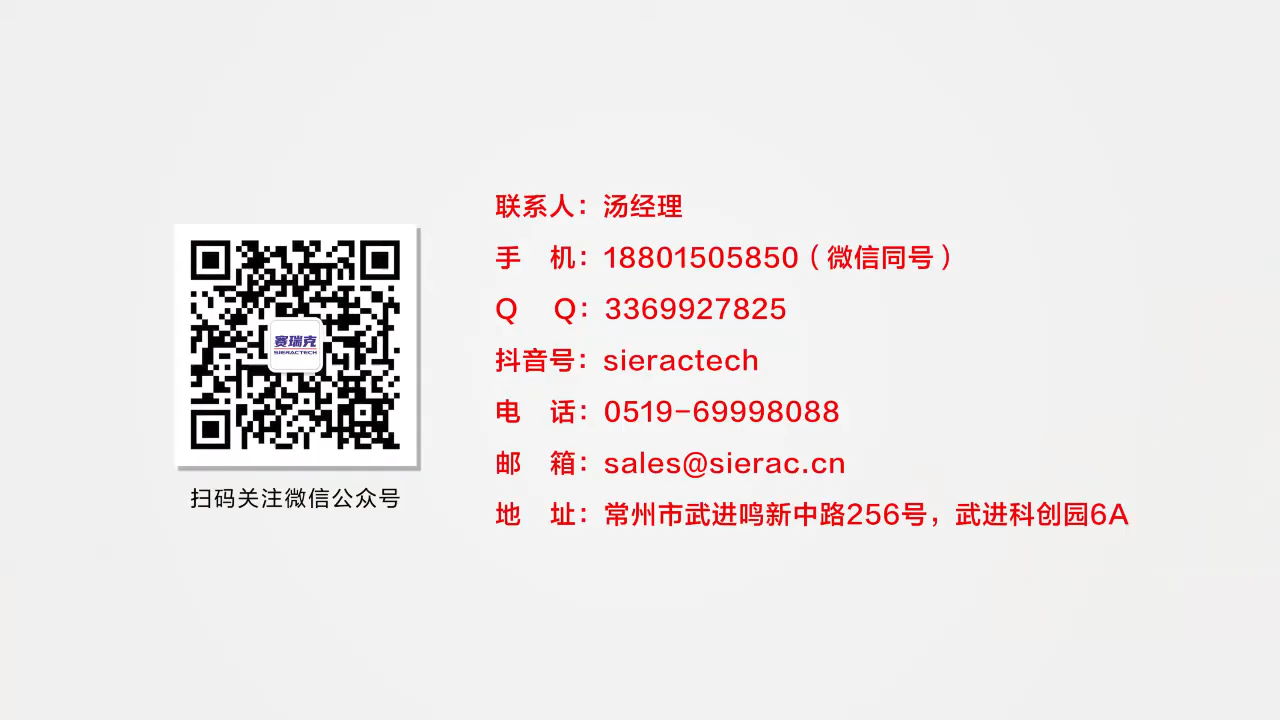 联系人：汤经理
手 机：18801505850（微信同号）
Q Q：3369927825
抖音号：sieractech
电 话：0519-69998088
邮 箱：sales@sierac.cn
地 址：常州市武进鸣新中路256号，武进科创园6A
赛瑞克
SIERACTECH
扫码关注微信公众号